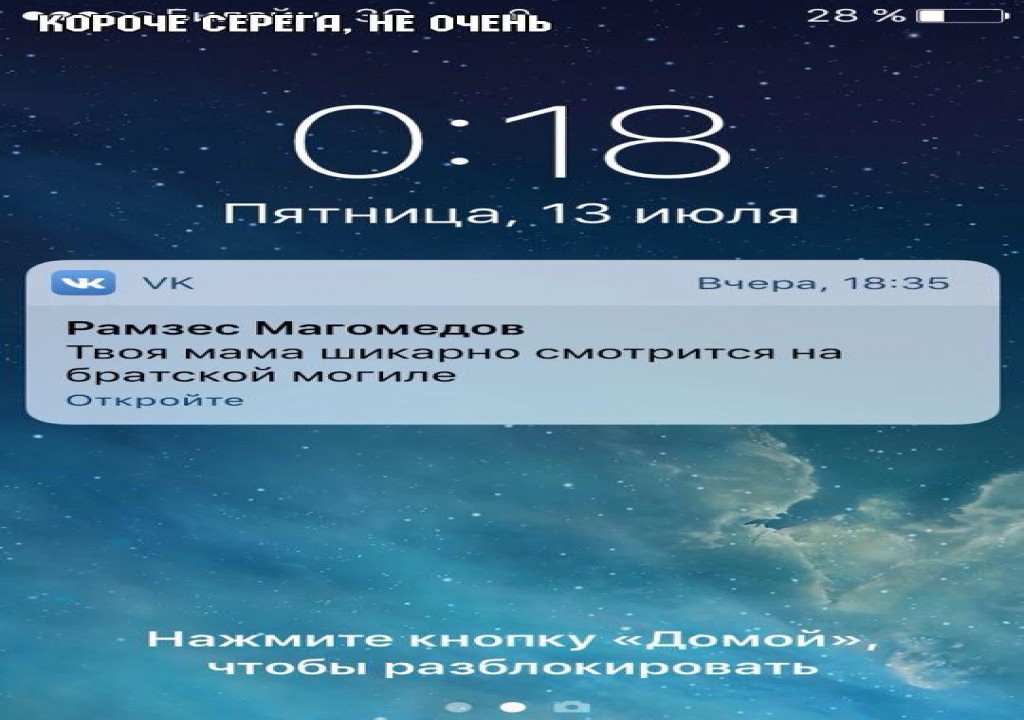 КОРОЧЕ СЕРЕГА, НЕ ОЧЕНЬ
28 %
0:18
Пятница, 13 июля
VK Вчера, 18:35
Рамзес Магомедов
Твоя мама шикарно смотрится на
братской могиле
Откройте
Нажмите кнопку «Домой»,
чтобы разблокировать